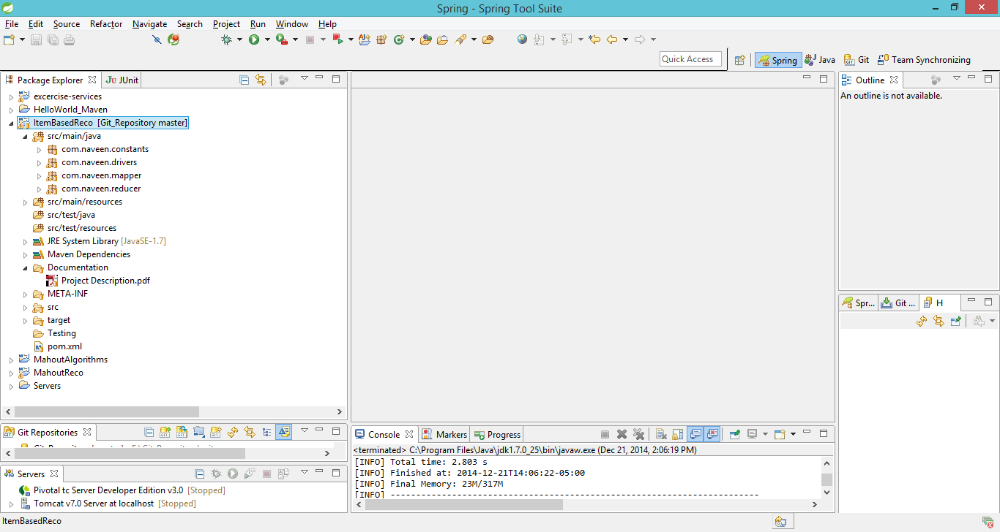 Spring - Spring Tool Suite
File Edit Source Refactor Navigate Search Project Run Window Help
Quick Access
Spring Java Git Team Synchronizing
Package Explorer JUnit
excercise-services
HelloWorld_Maven
ItemBasedReco [Git_Repository master]
src/main/java
com.naveen.constants
com.naveen.drivers
com.naveen.mapper
com.naveen.reducer
src/main/resources
src/test/java
src/test/resources
JRE System Library [JavaSE-1.7]
Maven Dependencies
Documentation
Project Description.pdf
META-INF
src
target
Testing
pom.xml
MahoutAlgorithms
MahoutReco
Servers
Git Repositories
Servers
Pivotal tc Server Developer Edition v3.0 [Stopped]
Tomcat v7.0 Server at localhost [Stopped]
ItemBasedReco
Console Markers Progress
<terminated> C:\Program Files\Java\jdk1.7.0_25\bin\javaw.exe (Dec 21, 2014, 2:06:19 PM)
[INFO] Total time: 2.803 s
[INFO] Finished at: 2014-12-21T14:06:22-05:00
[INFO] Final Memory: 23M/317M
[INFO] ------------------------------------------------------------------------
Outline
An outline is not available.
Spr... Git ... H